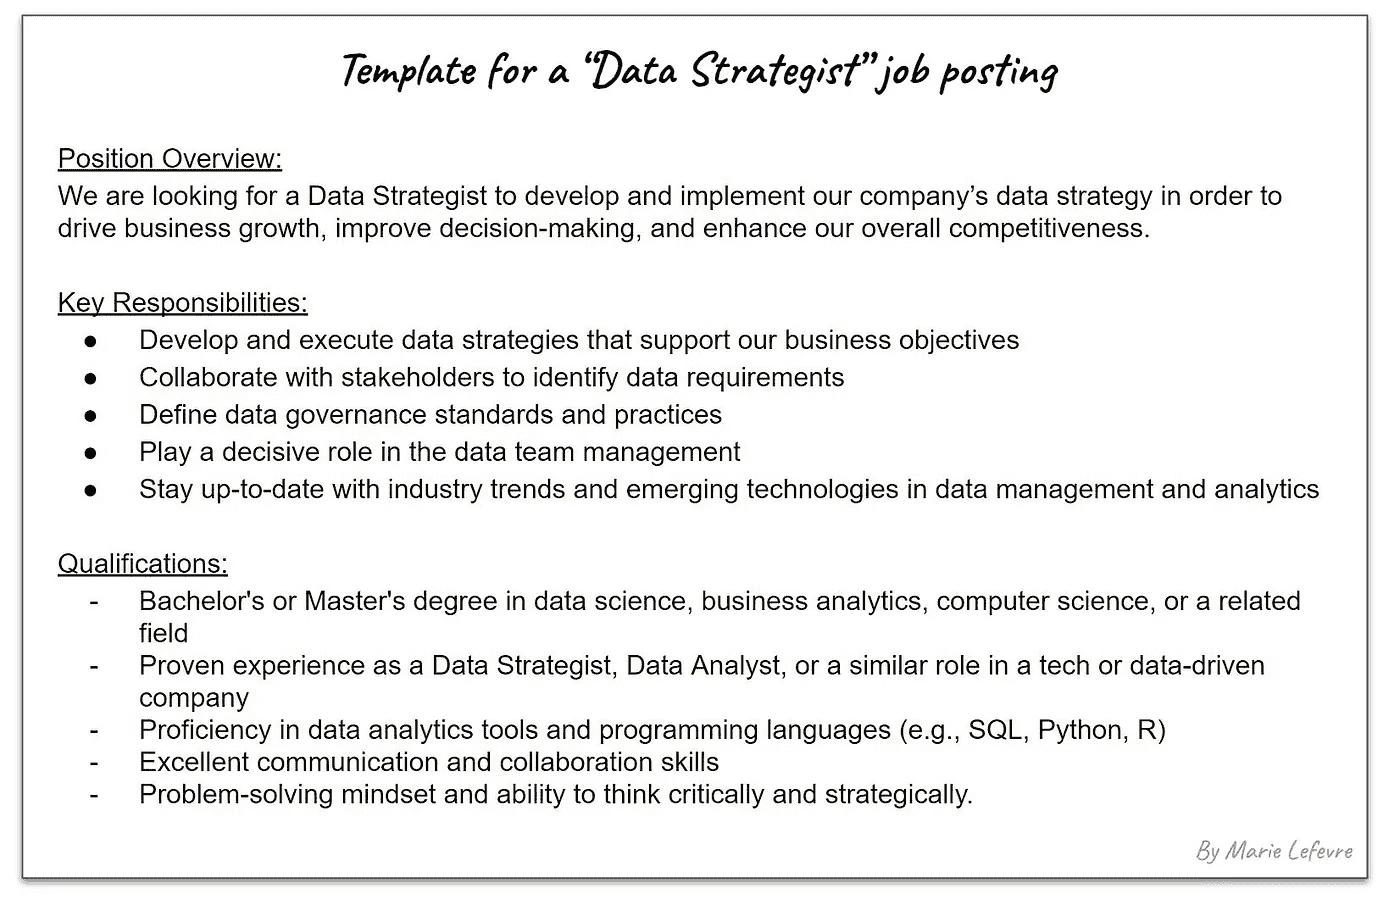 Template for a “Data Strategist” job posting
Position Overview:
We are looking for a Data Strategist to develop and implement our company’s data strategy in order to
drive business growth, improve decision-making, and enhance our overall competitiveness.
Key Responsibilities:
● Develop and execute data strategies that support our business objectives
● Collaborate with stakeholders to identify data requirements
● Define data governance standards and practices
● Play a decisive role in the data team management
● Stay up-to-date with industry trends and emerging technologies in data management and analytics
Qualifications:
- Bachelor's or Master's degree in data science, business analytics, computer science, or a related
field
- Proven experience as a Data Strategist, Data Analyst, or a similar role in a tech or data-driven
company
- Proficiency in data analytics tools and programming languages (e.g., SQL, Python, R)
- Excellent communication and collaboration skills
- Problem-solving mindset and ability to think critically and strategically.
By Marie Lefevre